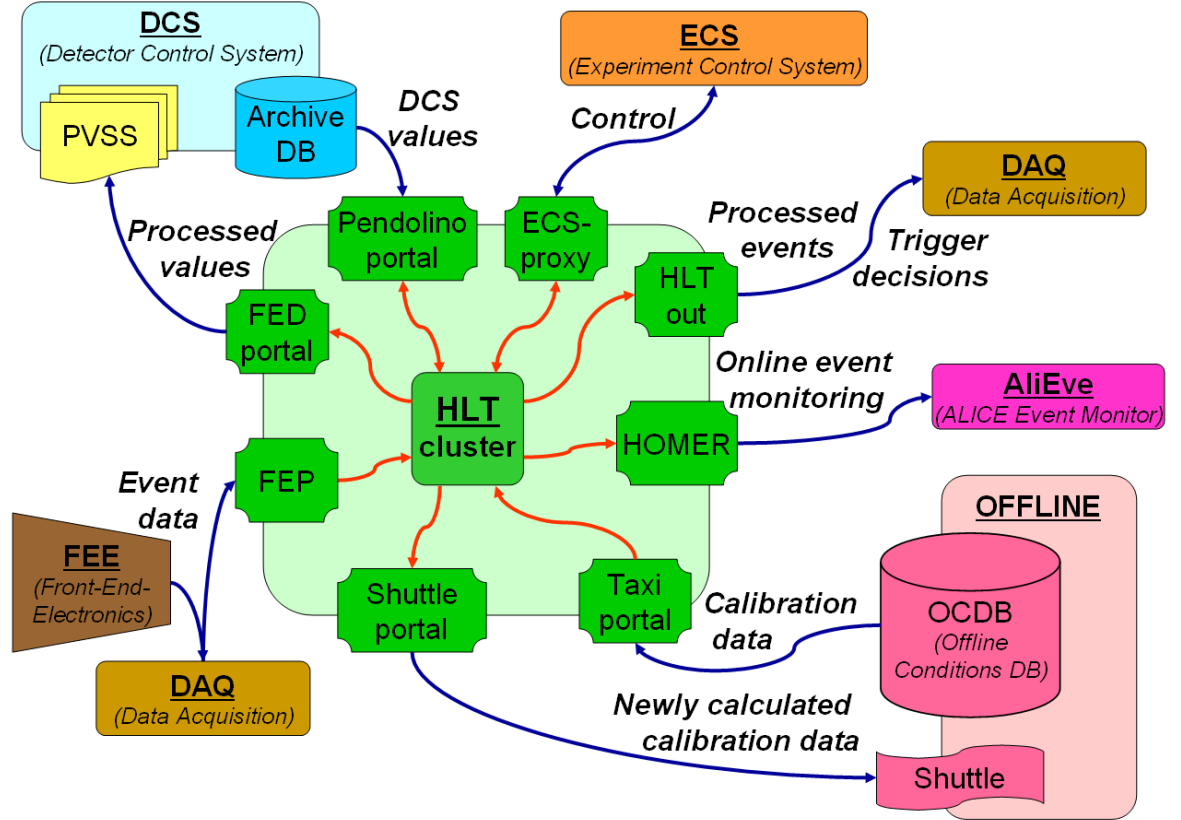 DCS
(Detector Control System)
PVSS
Archive
DB
DCS
values
ECS
(Experiment Control System)
Control
DAQ
(Data Acquisition)
Processed
events
Trigger
decisions
Processed
values
Pendolino
portal
ECS-
proxy
HLT
out
FED
portal
HLT
cluster
Online event
monitoring
AliEve
(ALICE Event Monitor)
HOMER
FEP
Event
data
FEE
(Front-End-
Electronics)
DAQ
(Data Acquisition)
Shuttle
portal
Taxi
portal
Calibration
data
OFFLINE
OCDB
(Offline
Conditions DB)
Newly calculated
calibration data
Shuttle